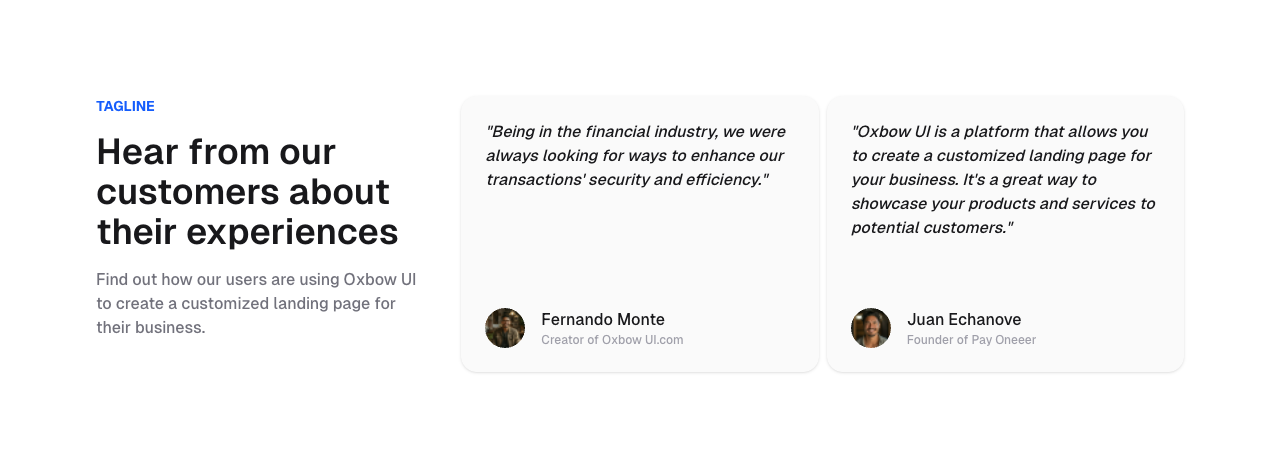 TAGLINE
Hear from our
customers about
their experiences
Find out how our users are using Oxbow UI
to create a customized landing page for
their business.
"Being in the financial industry, we were
always looking for ways to enhance our
transactions' security and efficiency."
Fernando Monte
Creator of Oxbow UI.com
"Oxbow UI is a platform that allows you
to create a customized landing page for
your business. It's a great way to
showcase your products and services to
potential customers."
Juan Echanove
Founder of Pay Oneeer